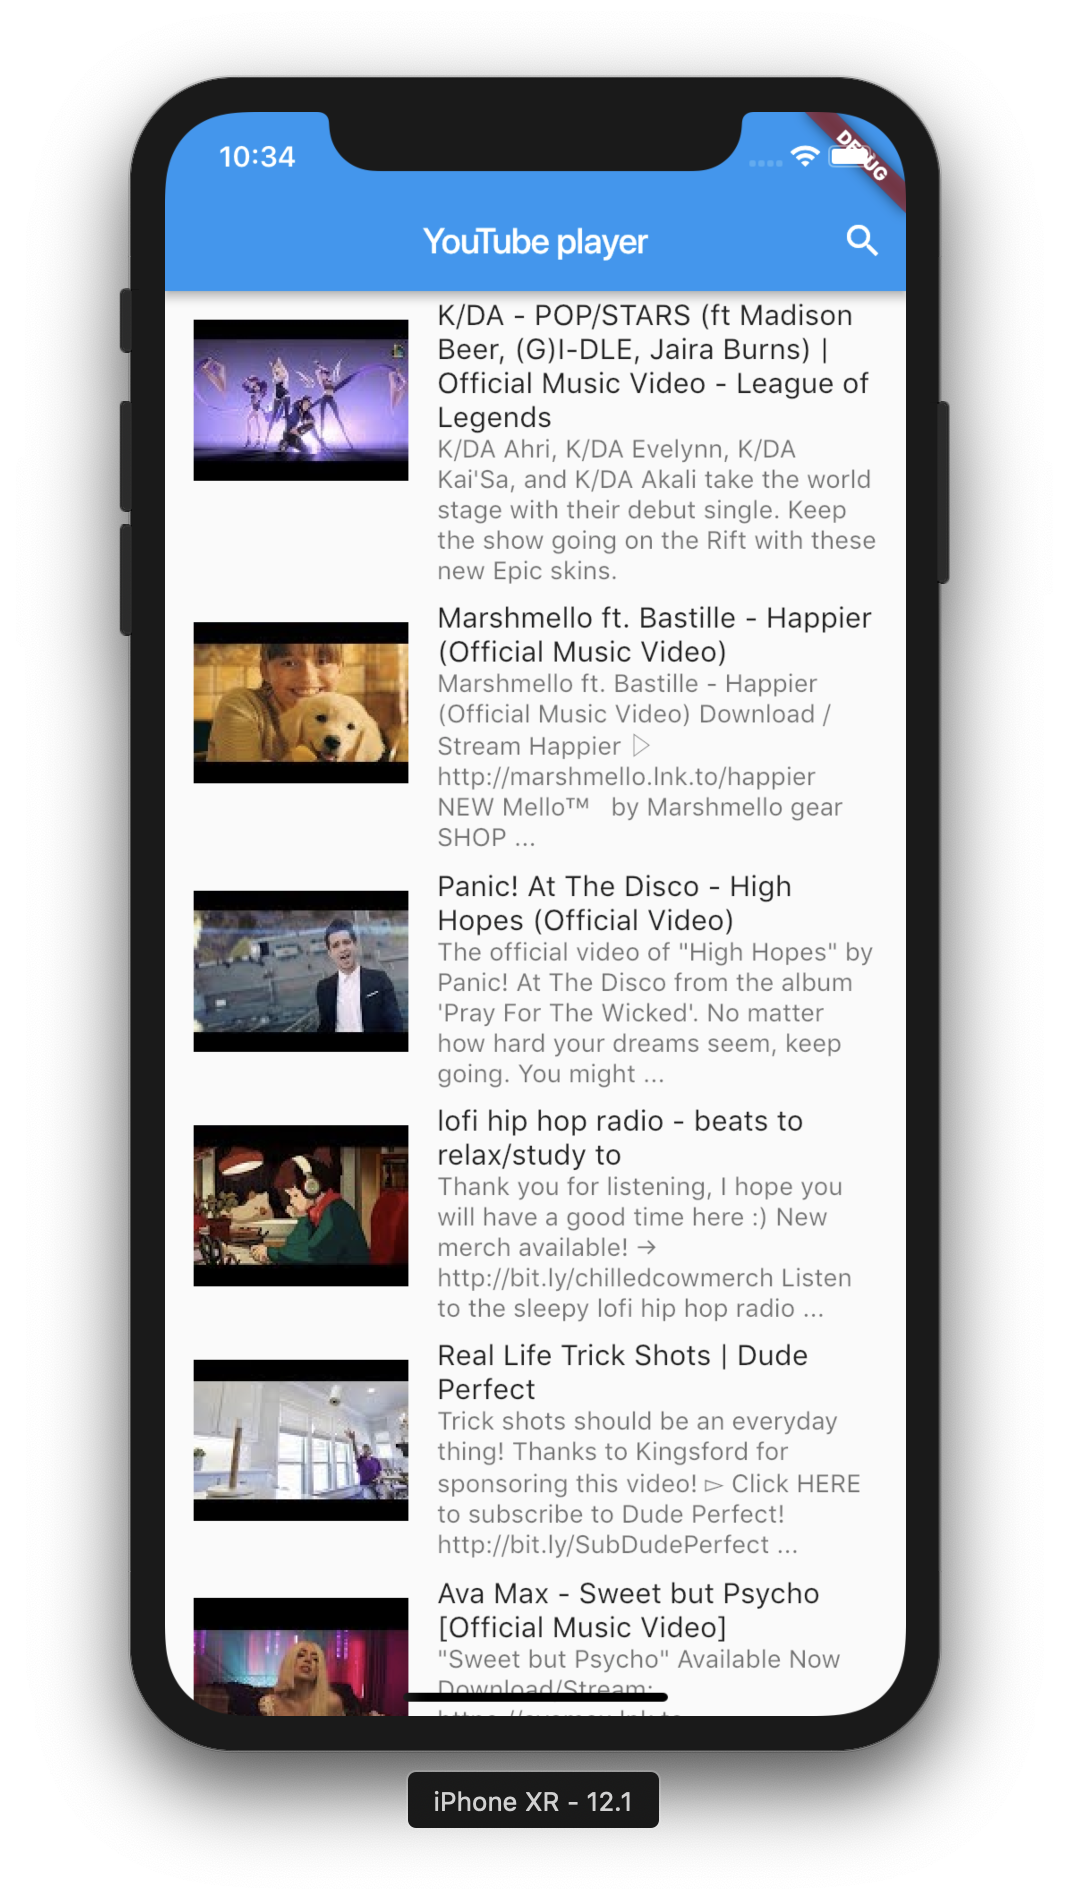 10:34
DEBUG
YouTube player
K/DA - POP/STARS (ft Madison
Beer, (G)I-DLE, Jaira Burns) |
Official Music Video - League of
Legends
K/DA Ahri, K/DA Evelynn, K/DA
Kai'Sa, and K/DA Akali take the world
stage with their debut single. Keep
the show going on the Rift with these
new Epic skins.
Marshmello ft. Bastille - Happier
(Official Music Video)
Marshmello ft. Bastille - Happier
(Official Music Video) Download /
Stream Happier ▷
http://marshmello.lnk.to/happier
NEW Mello™ by Marshmello gear
SHOP ...
Panic! At The Disco - High
Hopes (Official Video)
The official video of "High Hopes" by
Panic! At The Disco from the album
'Pray For The Wicked'. No matter
how hard your dreams seem, keep
going. You might ...
lofi hip hop radio - beats to
relax/study to
Thank you for listening, I hope you
will have a good time here :) New
merch available! →
http://bit.ly/chilledcowmerch Listen
to the sleepy lofi hip hop radio ...
Real Life Trick Shots | Dude
Perfect
Trick shots should be an everyday
thing! Thanks to Kingsford for
sponsoring this video! ▻ Click HERE
to subscribe to Dude Perfect!
http://bit.ly/SubDudePerfect ...
Ava Max - Sweet but Psycho
[Official Music Video]
"Sweet but Psycho" Available Now
Download/Stream:
iPhone XR - 12.1